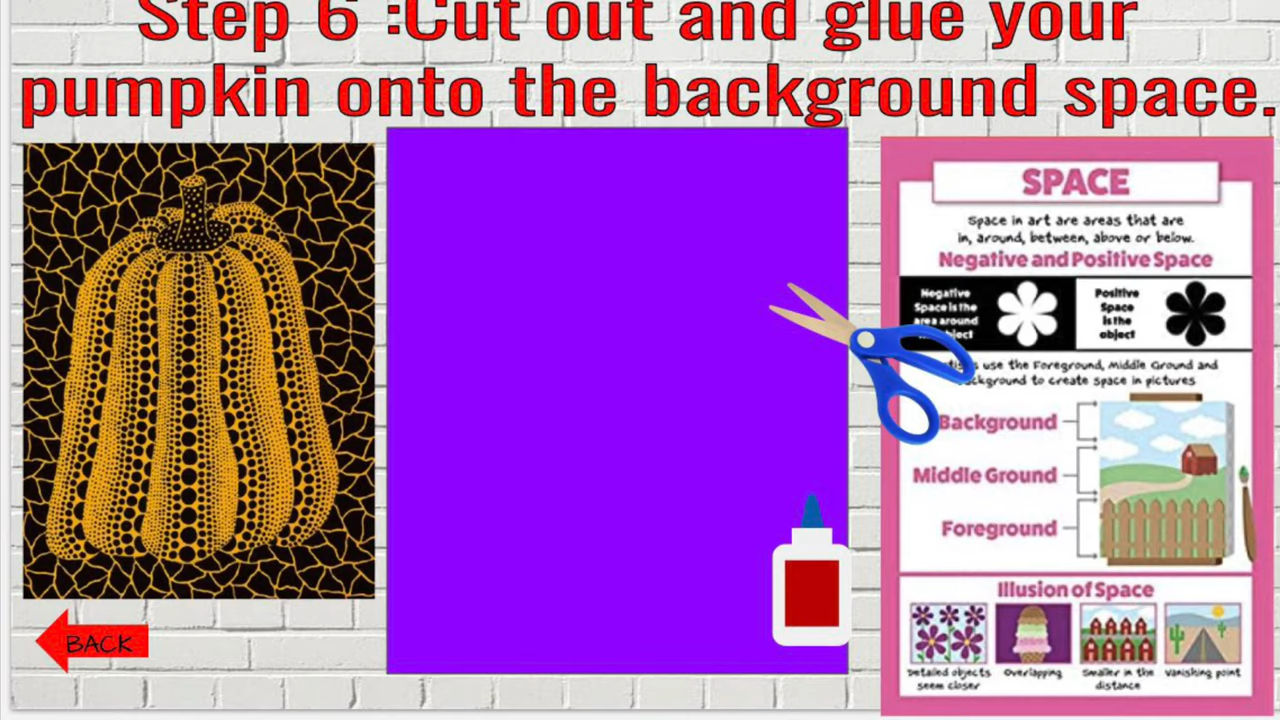 Step 6 :Cut out and glue your
pumpkin onto the background space.
SPACE
Space in art are areas that are
in, around, between, above or below.
Negative and Positive Space
Negative
Space is the
area around
object
Positive
Space
is the
object
use the Foreground, Middle Ground and
ckground to create space in pictures
Background
Middle Ground
Foreground
Illusion of Space
Detailed objects
seem closer
Overlapping
Smaller in the
distance
Vanishing point
BACK